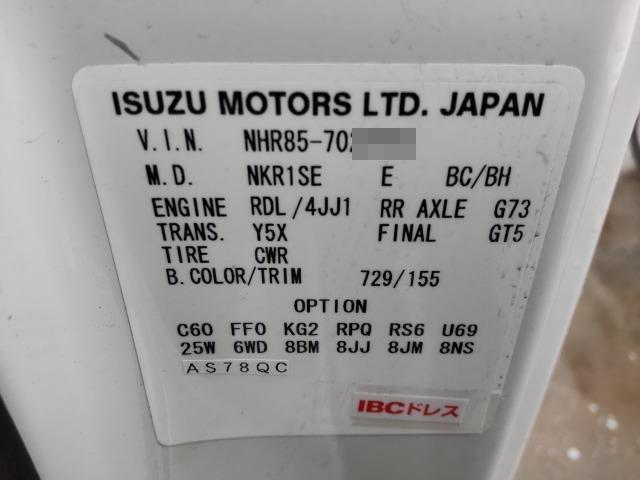 ISUZU MOTORS LTD. JAPAN
V.I.N. NHR85-70
M.D. NKR1SE E BC/BH
ENGINE RDL/4JJ1 RR AXLE G73
TRANS. Y5X FINAL GT5
TIRE CWR
B.COLOR/TRIM 729/155
OPTION
C60 FF0 KG2 RPQ RS6 U69
25W 6WD 8BM 8JJ 8JM 8NS
AS78QC
IBCドレス